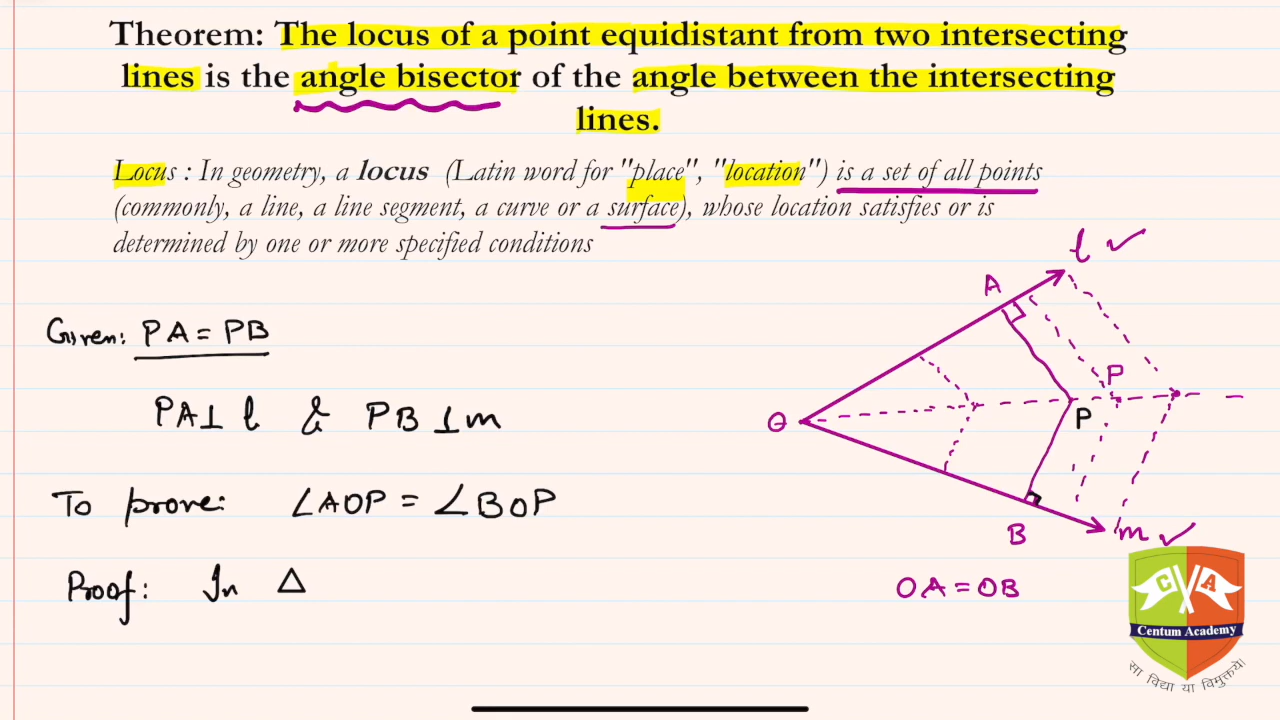 Theorem: The locus of a point equidistant from two intersecting
lines is the angle bisector of the angle between the intersecting
lines.
Locus : In geometry, a locus (Latin word for "place", "location") is a set of all points
(commonly, a line, a line segment, a curve or a surface), whose location satisfies or is
determined by one or more specified conditions
Given: PA = PB
PA ⊥ l & PB ⊥ m
To prove: ∠AOP = ∠BOP
Proof: In Δ
l ✓
A
P
O
P
B
m ✓
OA = OB
C A
Centum Academy
सा विद्या या विमुक्तये।